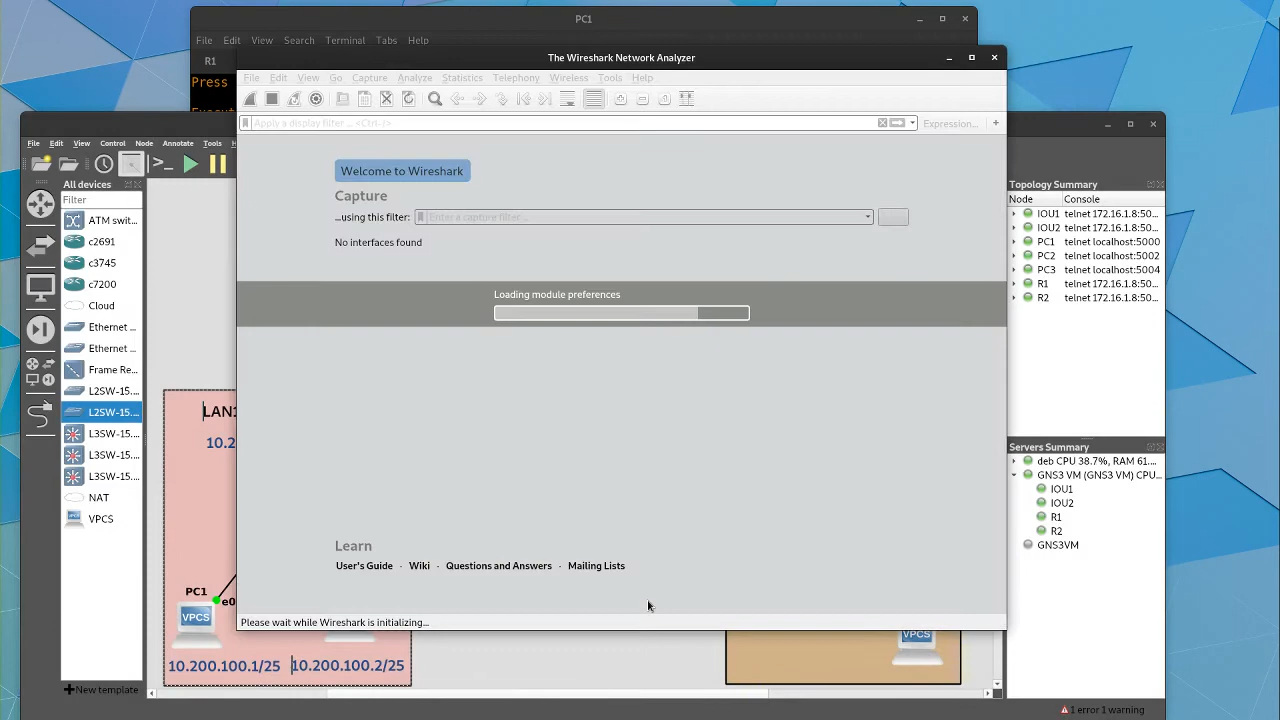 PC1
File Edit View Search Terminal Tabs Help
R1
Press
The Wireshark Network Analyzer
File Edit View Go Capture Analyze Statistics Telephony Wireless Tools Help
Apply a display filter ... <Ctrl-/>
Expression...
Welcome to Wireshark
Capture
...using this filter:
Enter a capture filter ...
No interfaces found
Loading module preferences
Learn
User's Guide · Wiki · Questions and Answers · Mailing Lists
Please wait while Wireshark is initializing...
File Edit View Control Node Annotate Tools H
All devices
Filter
ATM swit...
c2691
c3745
c7200
Cloud
Ethernet ...
Ethernet ...
Frame Re...
L2SW-15....
L2SW-15....
L3SW-15....
L3SW-15....
L3SW-15....
NAT
VPCS
New template
LAN1
10.2
PC1
e0
VPCS
10.200.100.1/25
10.200.100.2/25
VPCS
Topology Summary
Node Console
IOU1 telnet 172.16.1.8:50...
IOU2 telnet 172.16.1.8:50...
PC1 telnet localhost:5000
PC2 telnet localhost:5002
PC3 telnet localhost:5004
R1 telnet 172.16.1.8:50...
R2 telnet 172.16.1.8:50...
Servers Summary
deb CPU 38.7%, RAM 61....
GNS3 VM (GNS3 VM) CPU...
IOU1
IOU2
R1
R2
GNS3VM
1 error 1 warning